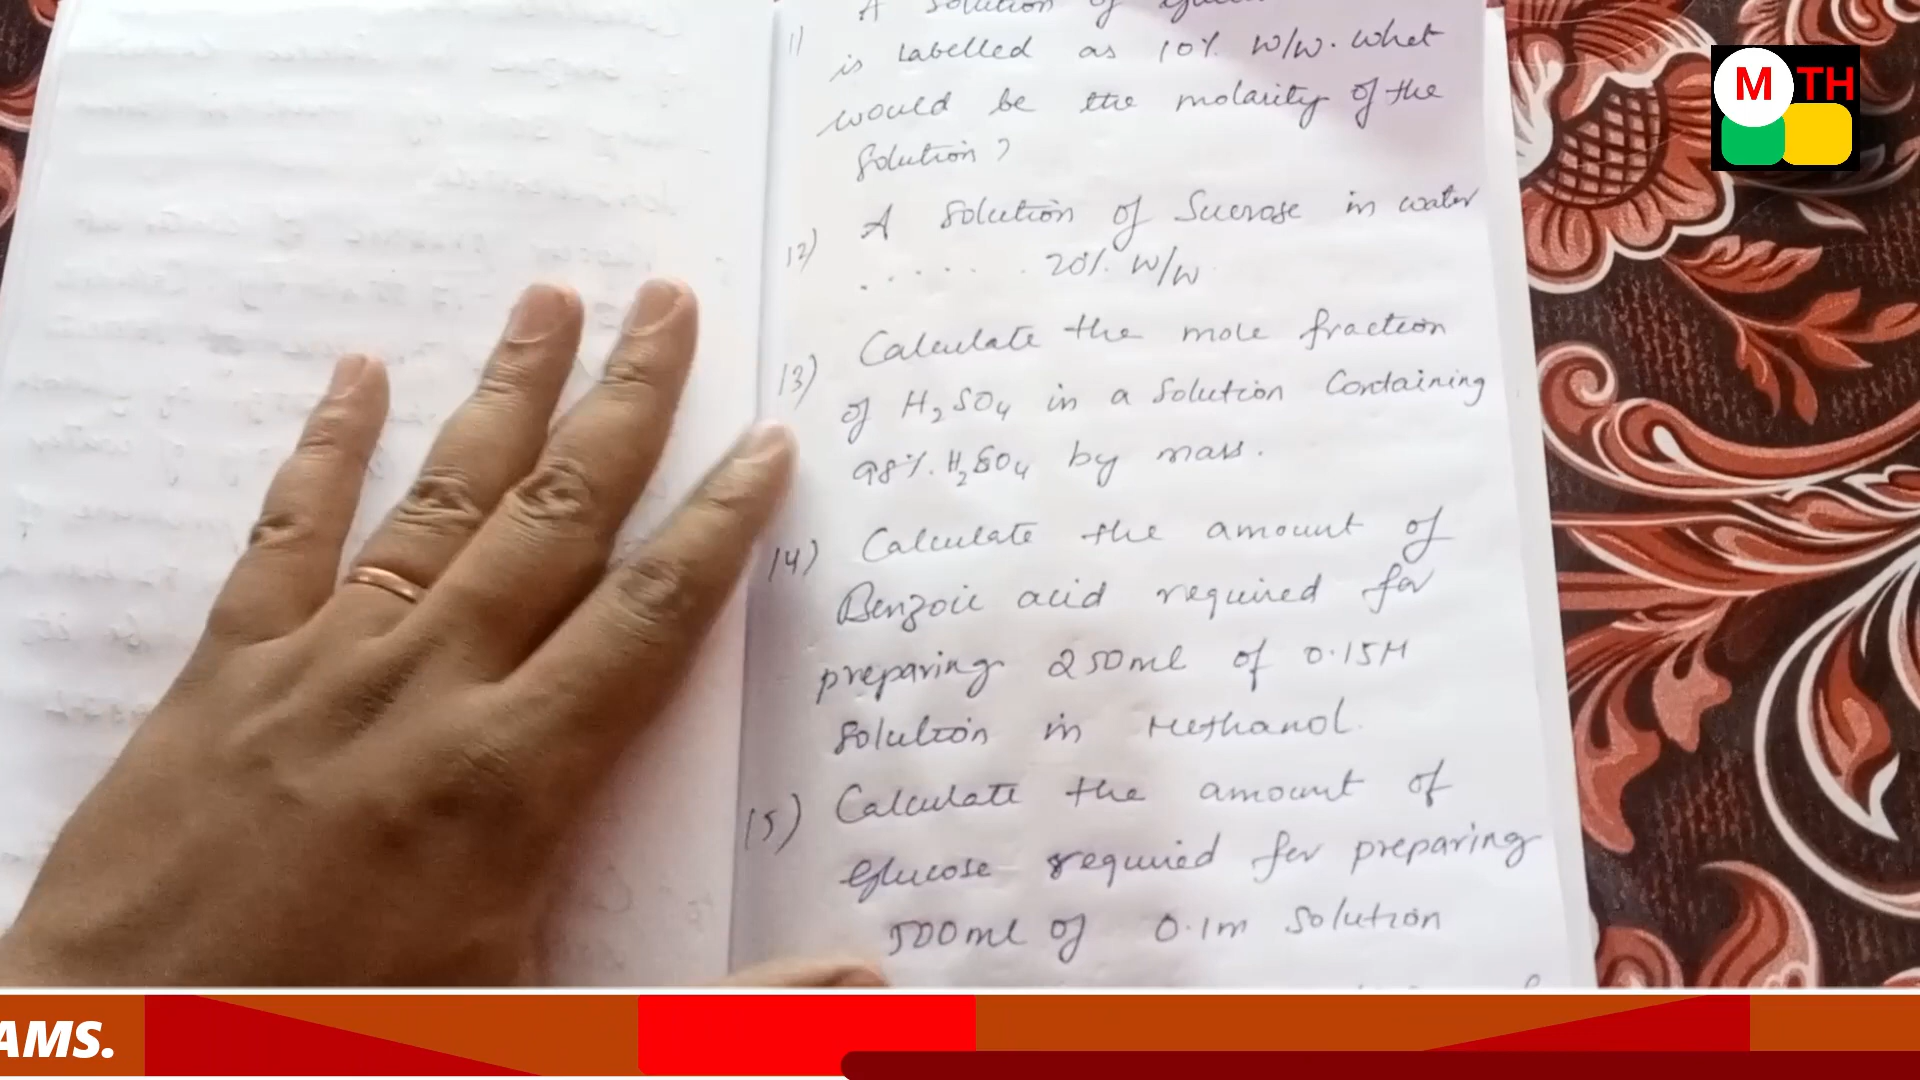 A solution of
11) is labelled as 10% W/W. What
would be the molarity of the
solution?
12) A solution of Sucrose in water
. . . . . . 20% W/W
13) Calculate the mole fraction
of H₂SO₄ in a solution Containing
98% H₂SO₄ by mass.
14) Calculate the amount of
Benzoic acid required for
preparing 250ml of 0.15M
solution in Methanol.
15) Calculate the amount of
Glucose required for preparing
500ml of 0.1m solution
M TH
AMS.